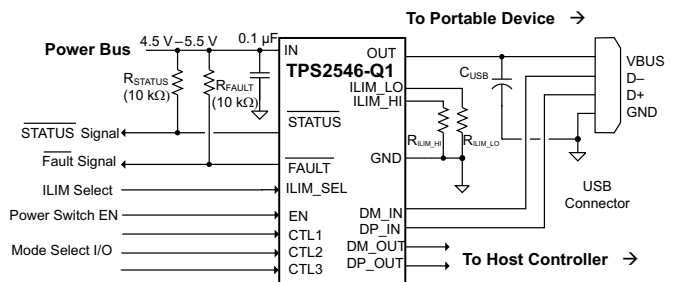 To Portable Device →
Power Bus
4.5 V–5.5 V
0.1 µF
IN
OUT
TPS2546-Q1
RSTATUS
(10 kΩ)
RFAULT
(10 kΩ)
ILIM_LO
ILIM_HI
CUSB
VBUS
D–
D+
GND
STATUS
STATUS Signal
RILIM_HI
RILIM_LO
Fault Signal
FAULT
GND
ILIM Select
ILIM_SEL
USB
Connector
Power Switch EN
EN
DM_IN
CTL1
DP_IN
Mode Select I/O
CTL2
DM_OUT
To Host Controller →
CTL3
DP_OUT